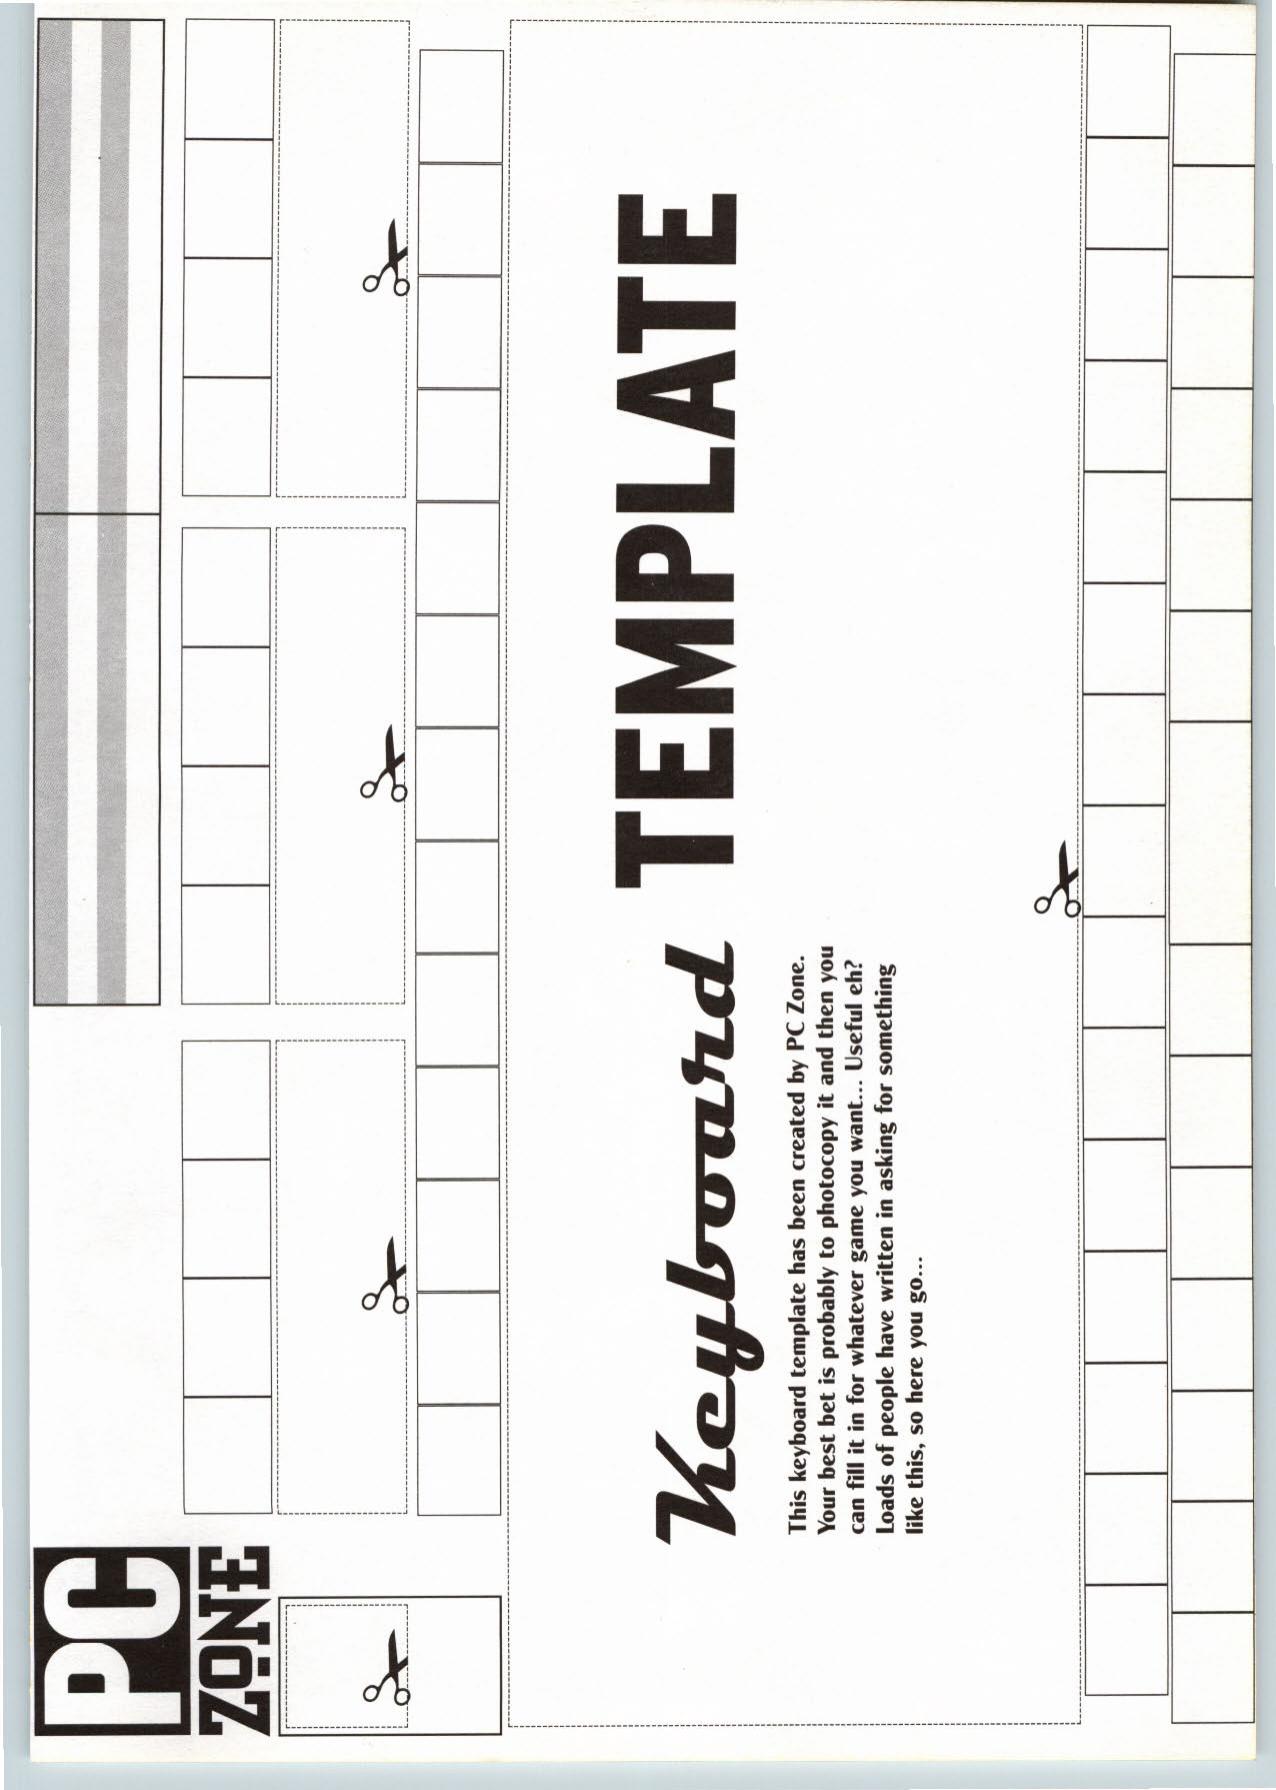 PC
ZONE
Keyboard TEMPLATE
This keyboard template has been created by PC Zone.
Your best bet is probably to photocopy it and then you
can fill it in for whatever game you want... Useful eh?
Loads of people have written in asking for something
like this, so here you go...